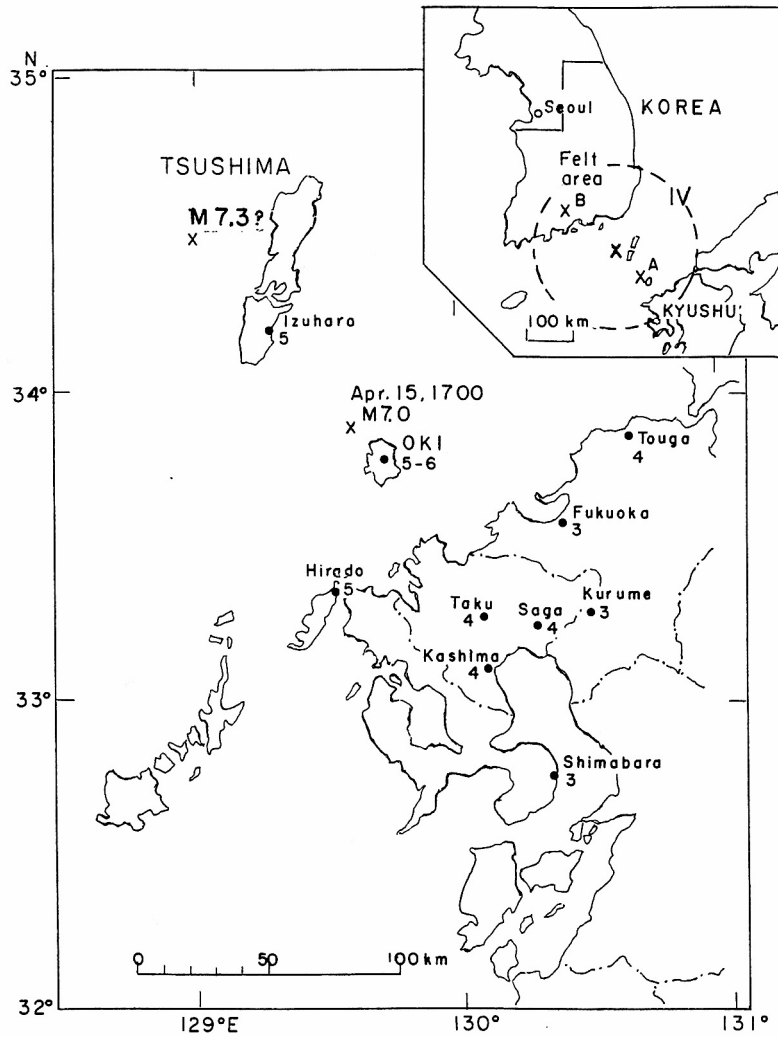 N.
35°
TSUSHIMA
M 7.3?
x
Izuhara
5
34°
Apr. 15, 1700
x M7.0
OKI
5-6
Touga
4
Fukuoka
3
Hirado
5
Taku
4
Saga
4
Kurume
3
Kashima
4
33°
Shimabara
3
0 50 100 km
32°
129°E 130° 131°
Seoul
KOREA
Felt
area
x B
IV
x
x A
KYUSHU
100 km